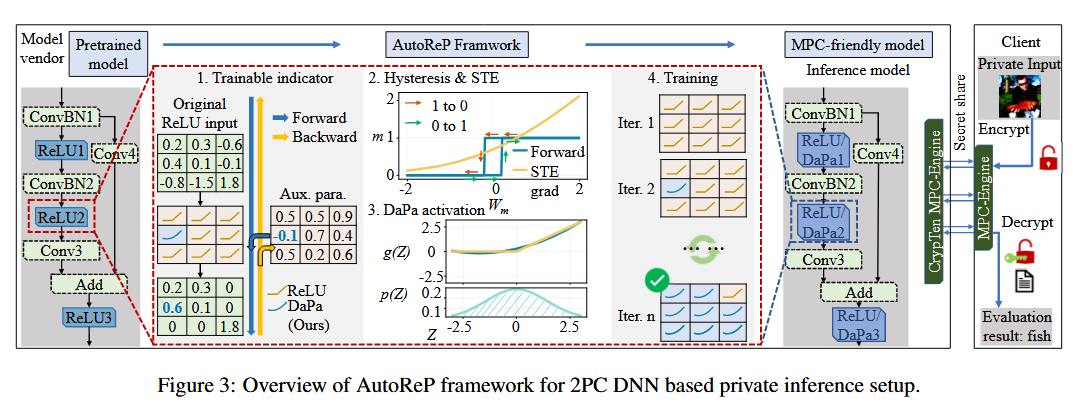 Model vendor
Pretrained model
AutoReP Framwork
MPC-friendly model
Client
ConvBN1
ReLU1
Conv4
ConvBN2
ReLU2
Conv3
Add
ReLU3
1. Trainable indicator
Original
ReLU input
0.2 0.3 -0.6
0.4 0.1 -0.1
-0.8 -1.5 1.8
Forward
Backward
Aux. para.
0.5 0.5 0.9
-0.1 0.7 0.4
0.5 0.2 0.6
0.2 0.3 0
0.6 0.1 0
0 0 1.8
ReLU
DaPa
(Ours)
2. Hysteresis & STE
2
m 1
0
1 to 0
0 to 1
Forward
STE
grad
-2 0 2
Wm
3. DaPa activation
2.5
g(Z) 0
-2.5
p(Z) 0.2
0.1
-2.5 0 2.5
Z
4. Training
Iter. 1
Iter. 2
Iter. n
Inference model
ConvBN1
ReLU/
DaPa1
Conv4
ConvBN2
ReLU/
DaPa2
Conv3
Add
ReLU/
DaPa3
CrypTen MPC-Engine
Secret share
MPC-Engine
Private Input
Encrypt
Decrypt
Evaluation
result: fish
Figure 3: Overview of AutoReP framework for 2PC DNN based private inference setup.